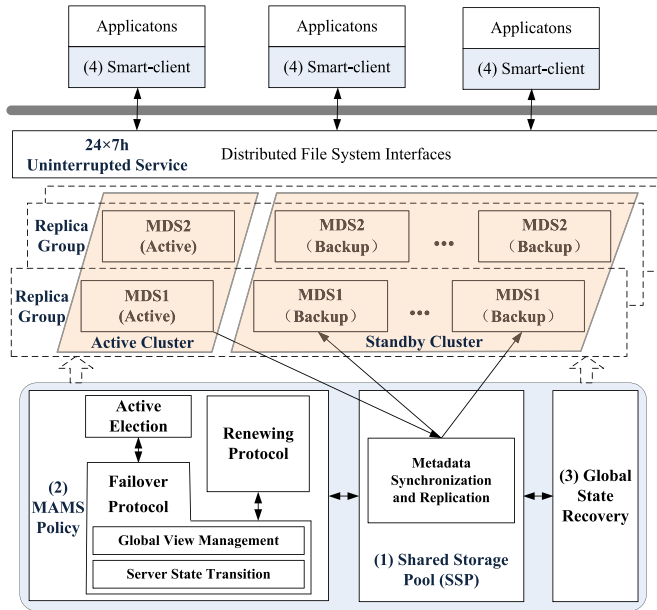 Applicatons
Applicatons
Applicatons
(4) Smart-client
(4) Smart-client
(4) Smart-client
24×7h
Uninterrupted Service
Distributed File System Interfaces
Replica
Group
MDS2
(Active)
MDS2
(Backup）
...
MDS2
(Backup）
Replica
Group
MDS1
(Active)
MDS1
（Backup）
...
MDS1
（Backup）
Active Cluster
Standby Cluster
(2)
MAMS
Policy
Active
Election
Renewing
Protocol
Failover
Protocol
Global View Management
Server State Transition
Metadata
Synchronization
and Replication
(1) Shared Storage
Pool (SSP)
(3) Global
State
Recovery